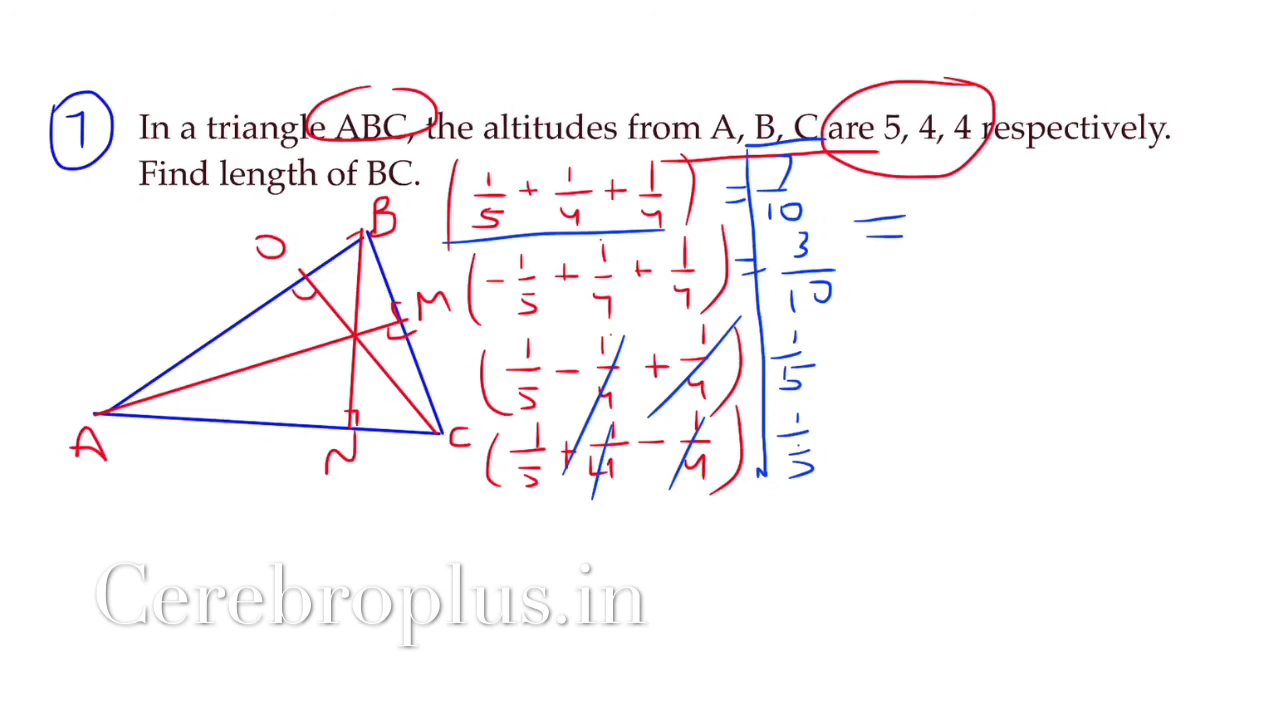 7 In a triangle ABC, the altitudes from A, B, C are 5, 4, 4 respectively.
Find length of BC.
(1/5 + 1/4 + 1/4) = 7/10 =
(-1/5 + 1/4 + 1/4) = 3/10
(1/5 - 1/4 + 1/4) 1/5
(1/5 + 1/4 - 1/4) 1/5
B
O
M
A
N
C
Cerebroplus.in